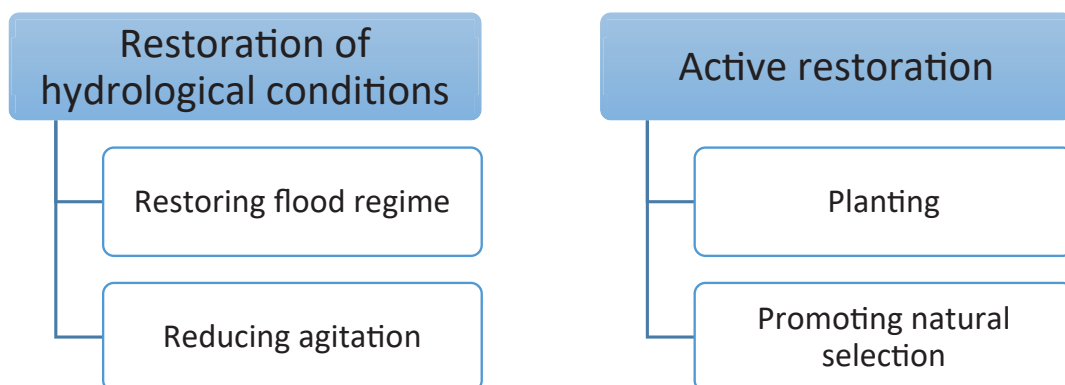 Restoration of
hydrological conditions
Restoring flood regime
Reducing agitation
Active restoration
Planting
Promoting natural
selection